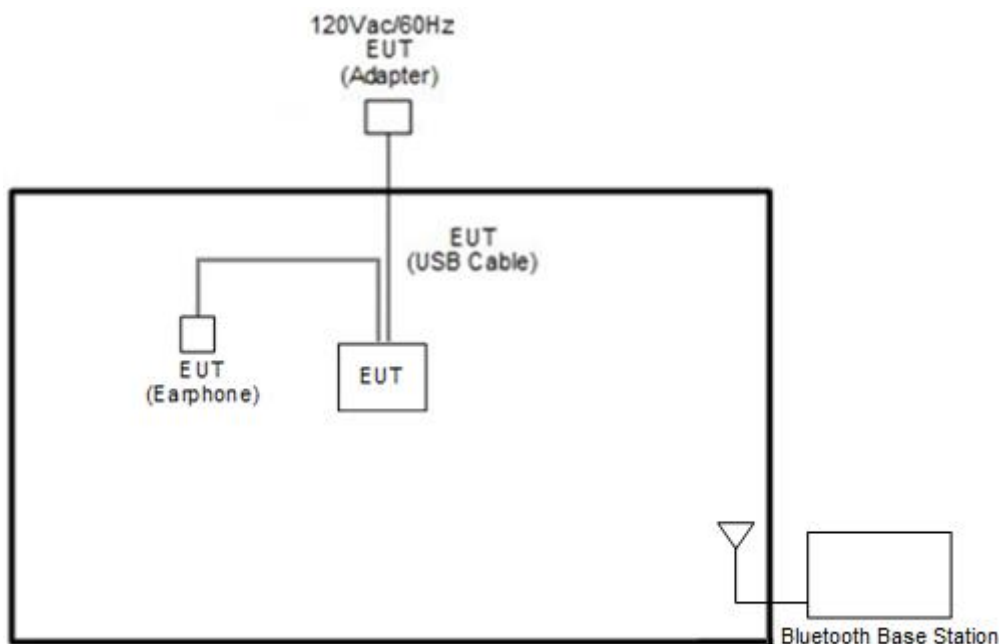 120Vac/60Hz
EUT
(Adapter)
EUT
(USB Cable)
EUT
(Earphone)
EUT
Bluetooth Base Station